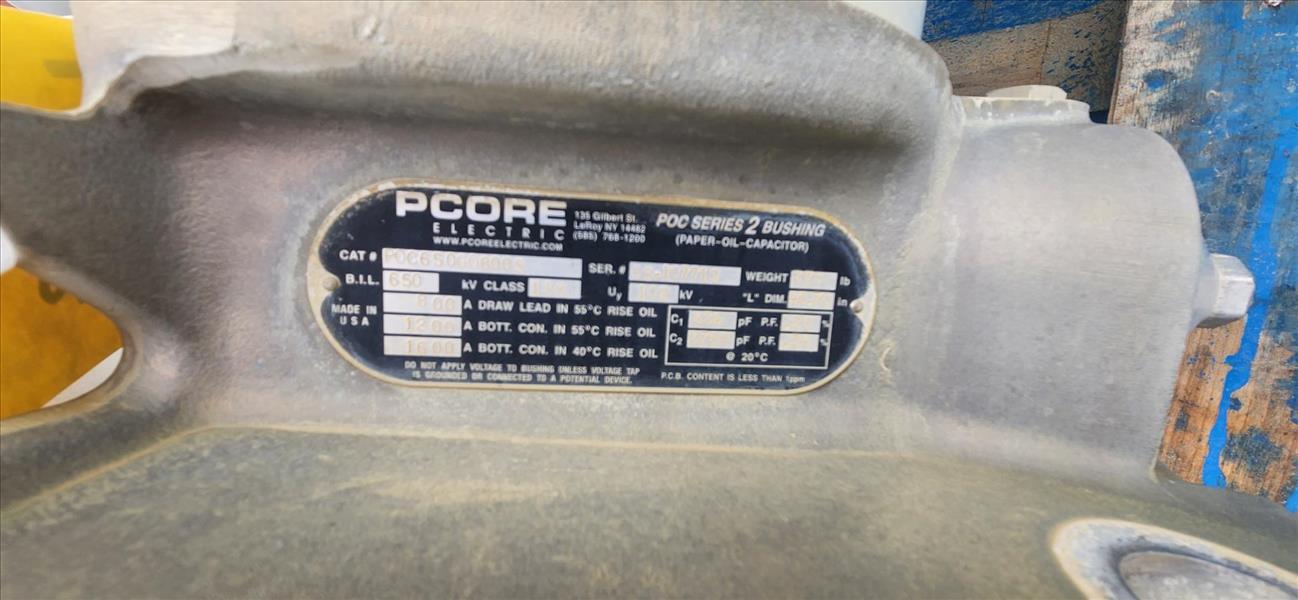 PCORE
ELECTRIC
WWW.PCOREELECTRIC.COM
135 Gilbert St.
LeRoy NY 14482
(585) 768-1200
POC SERIES 2 BUSHING
(PAPER-OIL-CAPACITOR)
CAT # SER. # WEIGHT lb
B.I.L. 650 kV CLASS Uy kV "L" DIM. in
MADE IN USA
800 A DRAW LEAD IN 55°C RISE OIL
1200 A BOTT. CON. IN 55°C RISE OIL
1600 A BOTT. CON. IN 40°C RISE OIL
C1 pF P.F. %
C2 pF P.F. %
@ 20°C
DO NOT APPLY VOLTAGE TO BUSHING UNLESS VOLTAGE TAP
IS GROUNDED OR CONNECTED TO A POTENTIAL DEVICE.
P.C.B. CONTENT IS LESS THAN 1ppm